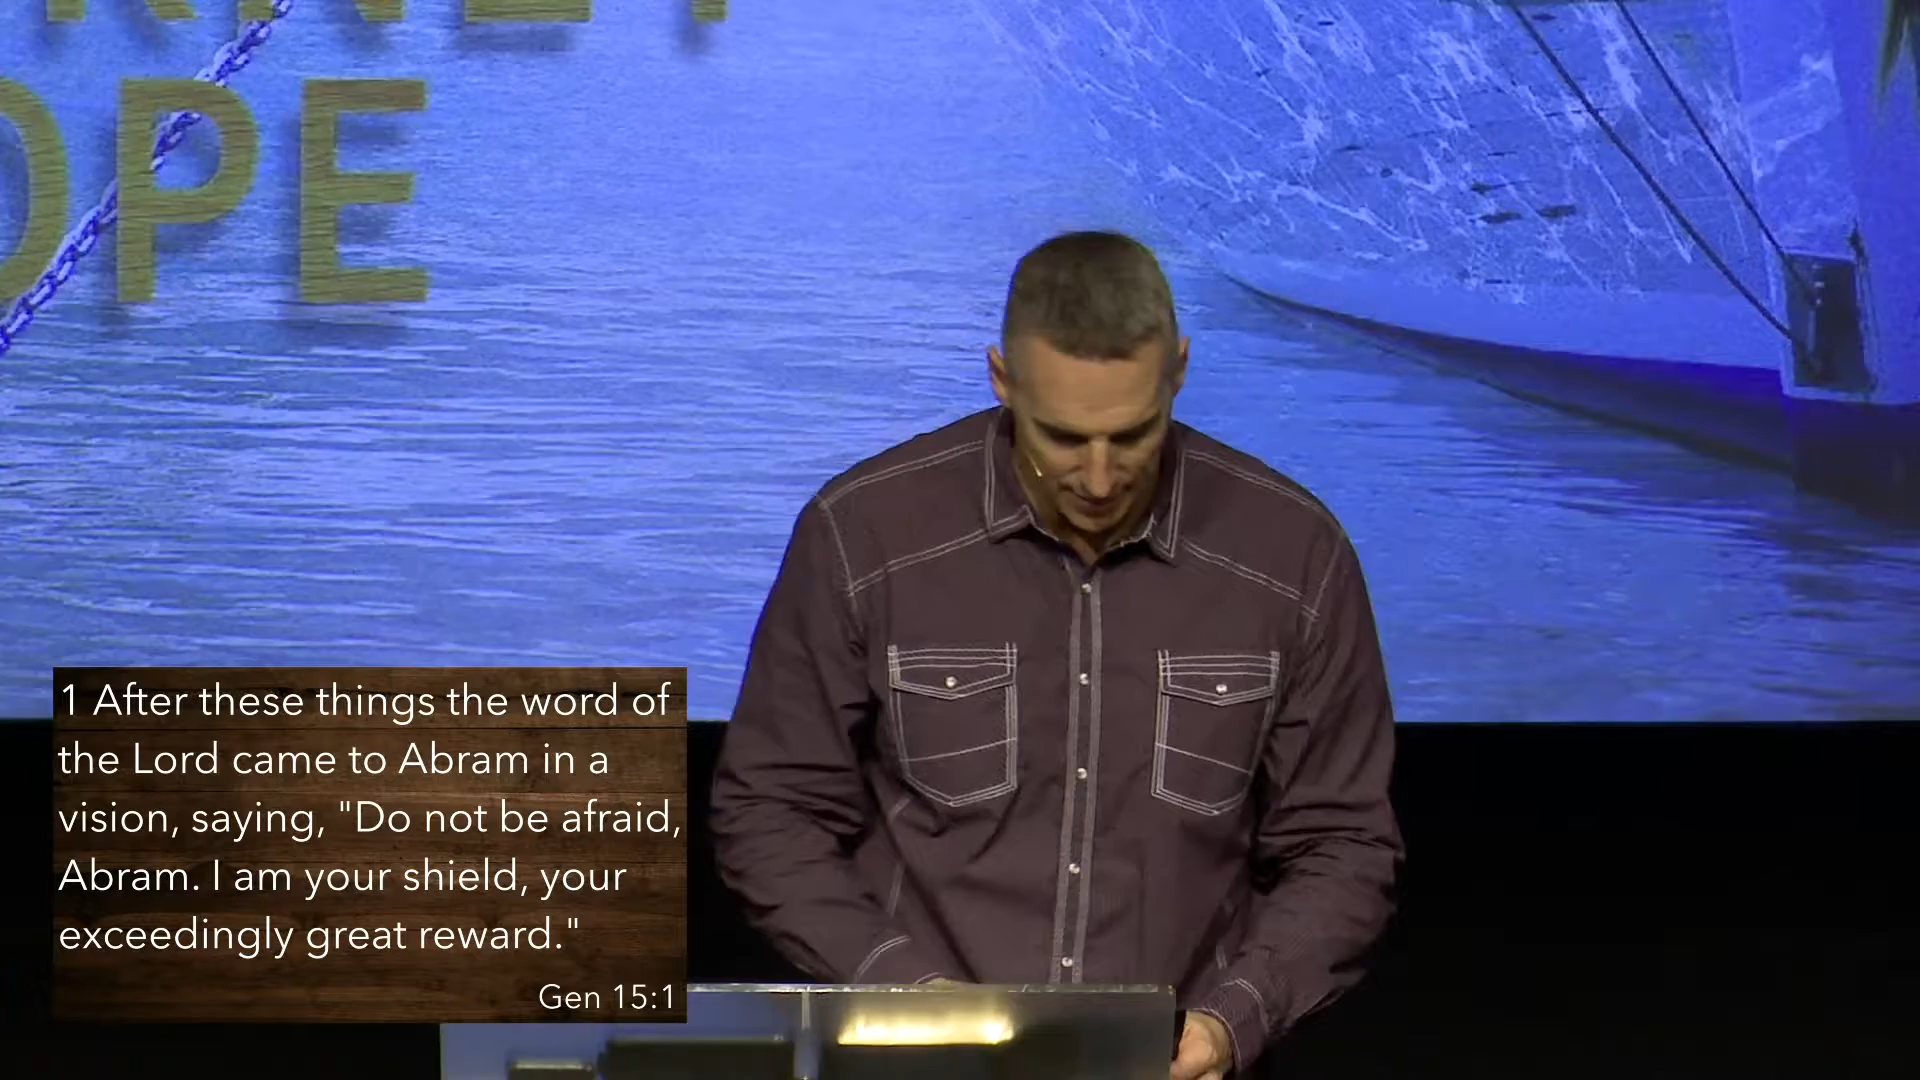 OPE
1 After these things the word of
the Lord came to Abram in a
vision, saying, "Do not be afraid,
Abram. I am your shield, your
exceedingly great reward."
Gen 15:1